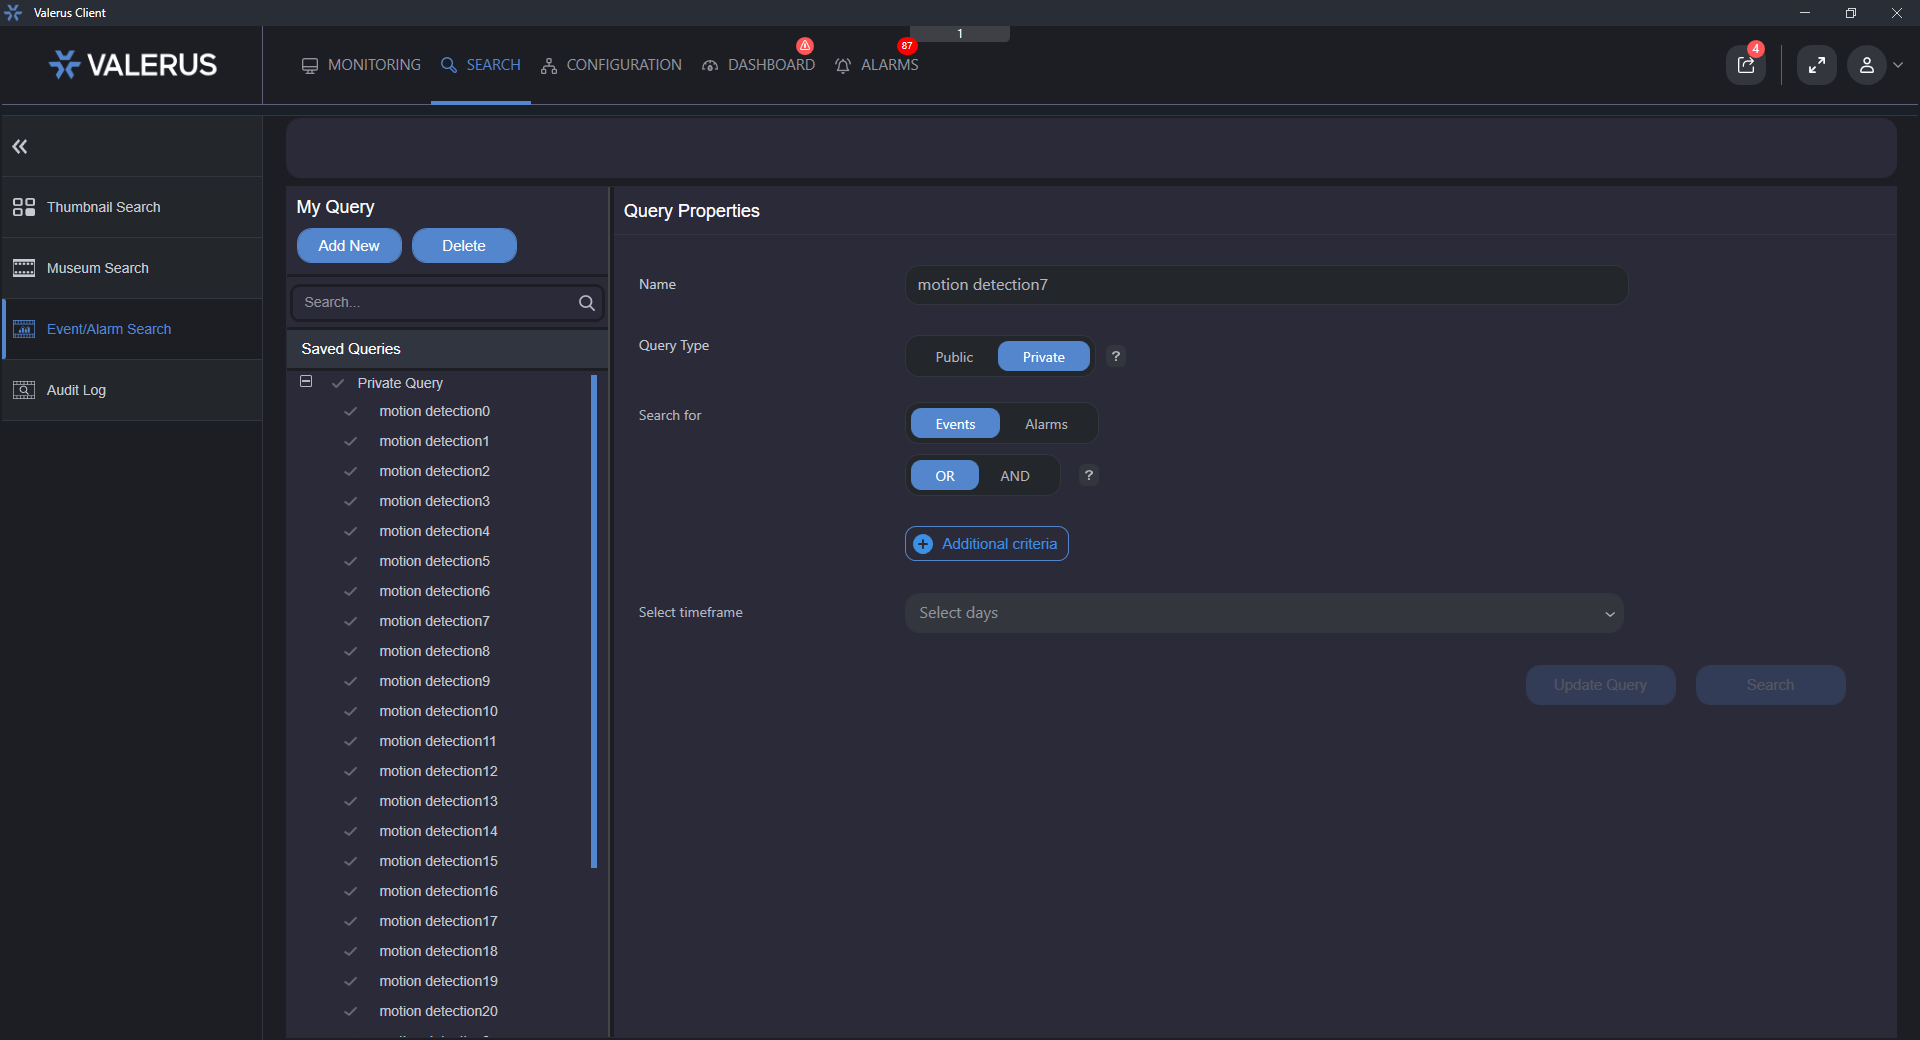 Valerus Client
1
VALERUS
MONITORING
SEARCH
CONFIGURATION
DASHBOARD
87
ALARMS
4
Thumbnail Search
Museum Search
Event/Alarm Search
Audit Log
My Query
Add New
Delete
Search...
Saved Queries
Private Query
motion detection0
motion detection1
motion detection2
motion detection3
motion detection4
motion detection5
motion detection6
motion detection7
motion detection8
motion detection9
motion detection10
motion detection11
motion detection12
motion detection13
motion detection14
motion detection15
motion detection16
motion detection17
motion detection18
motion detection19
motion detection20
Query Properties
Name
motion detection7
Query Type
Public
Private
?
Search for
Events
Alarms
OR
AND
?
Additional criteria
Select timeframe
Select days
Update Query
Search